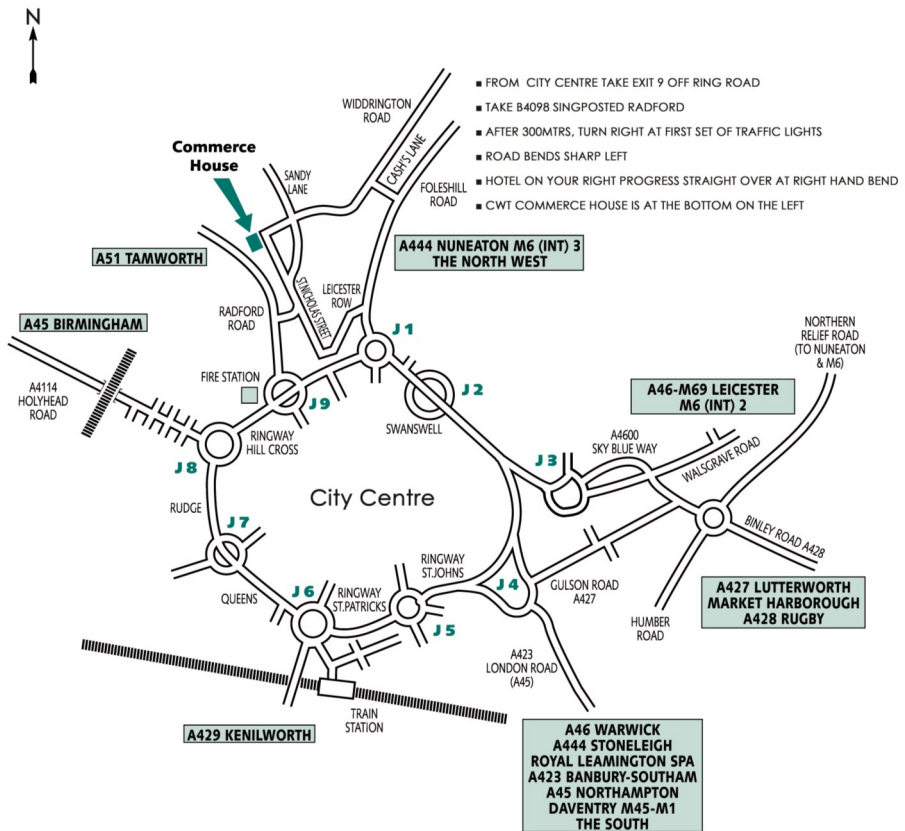 N
■ FROM CITY CENTRE TAKE EXIT 9 OFF RING ROAD
■ TAKE B4098 SINGPOSTED RADFORD
■ AFTER 300MTRS, TURN RIGHT AT FIRST SET OF TRAFFIC LIGHTS
■ ROAD BENDS SHARP LEFT
■ HOTEL ON YOUR RIGHT PROGRESS STRAIGHT OVER AT RIGHT HAND BEND
■ CWT COMMERCE HOUSE IS AT THE BOTTOM ON THE LEFT
WIDDRINGTON
ROAD
Commerce
House
SANDY
LANE
CASH'S LANE
FOLESHILL
ROAD
A51 TAMWORTH
A444 NUNEATON M6 (INT) 3
THE NORTH WEST
ST.NICHOLAS STREET
LEICESTER
ROW
RADFORD
ROAD
A45 BIRMINGHAM
J1
NORTHERN
RELIEF ROAD
(TO NUNEATON
& M6)
A4114
HOLYHEAD
ROAD
FIRE STATION
J9
J2
SWANSWELL
A46-M69 LEICESTER
M6 (INT) 2
RINGWAY
HILL CROSS
J8
J3
A4600
SKY BLUE WAY
WALSGRAVE ROAD
City Centre
RUDGE
J7
BINLEY ROAD A428
RINGWAY
ST.JOHNS
J4
GULSON ROAD
A427
QUEENS
J6
RINGWAY
ST.PATRICKS
J5
A427 LUTTERWORTH
MARKET HARBOROUGH
A428 RUGBY
HUMBER
ROAD
A423
LONDON ROAD
(A45)
TRAIN
STATION
A429 KENILWORTH
A46 WARWICK
A444 STONELEIGH
ROYAL LEAMINGTON SPA
A423 BANBURY-SOUTHAM
A45 NORTHAMPTON
DAVENTRY M45-M1
THE SOUTH